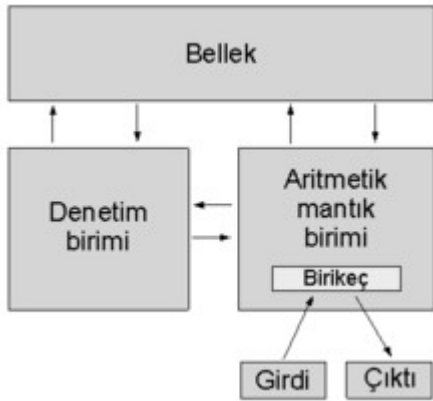 Bellek
Denetim
birimi
Aritmetik
mantık
birimi
Birikeç
Girdi
Çıktı